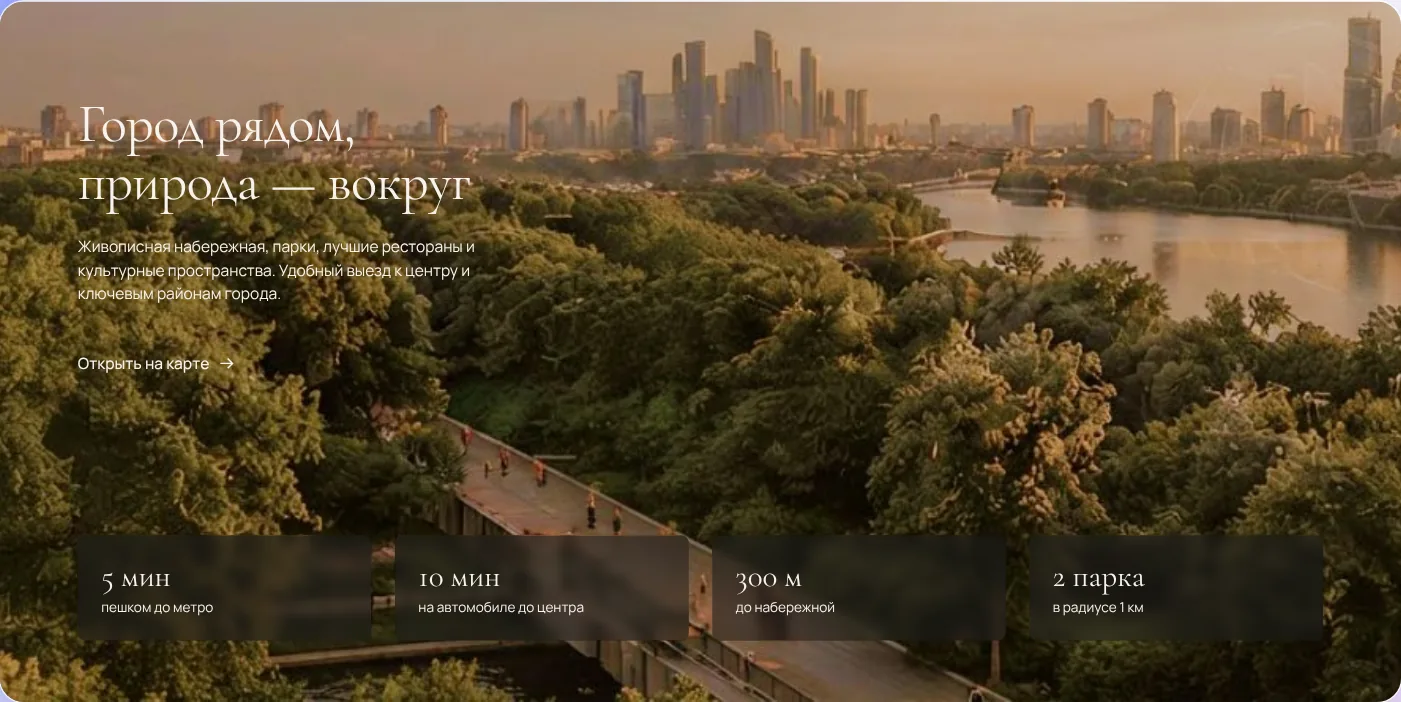 Город рядом,
природа — вокруг
Живописная набережная, парки, лучшие рестораны и
культурные пространства. Удобный выезд к центру и
ключевым районам города.
Открыть на карте →
5 мин
пешком до метро
10 мин
на автомобиле до центра
300 м
до набережной
2 парка
в радиусе 1 км